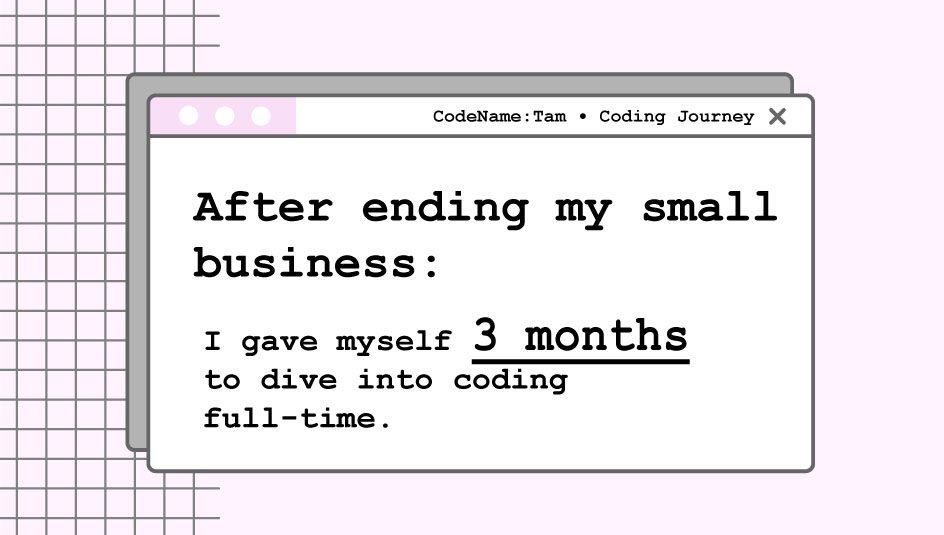 CodeName:Tam • Coding Journey
After ending my small
business:
I gave myself 3 months
to dive into coding
full-time.